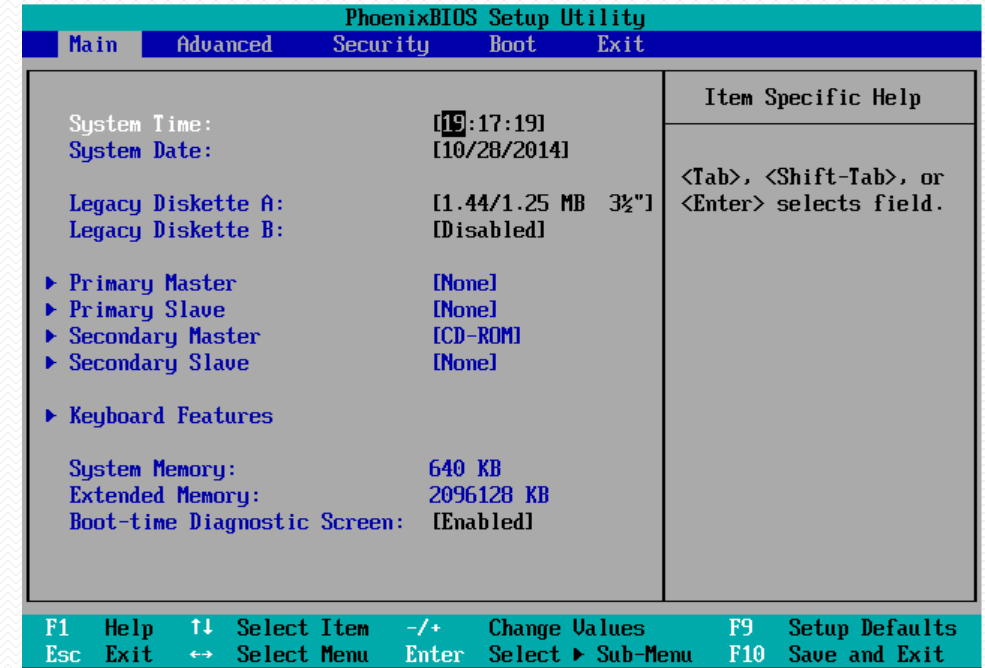 PhoenixBIOS Setup Utility
Main Advanced Security Boot Exit
Item Specific Help
System Time: [19:17:19]
System Date: [10/28/2014]
<Tab>, <Shift-Tab>, or
<Enter> selects field.
Legacy Diskette A: [1.44/1.25 MB 3½"]
Legacy Diskette B: [Disabled]
▶ Primary Master [None]
▶ Primary Slave [None]
▶ Secondary Master [CD-ROM]
▶ Secondary Slave [None]
▶ Keyboard Features
System Memory: 640 KB
Extended Memory: 2096128 KB
Boot-time Diagnostic Screen: [Enabled]
F1 Help ↑↓ Select Item -/+ Change Values F9 Setup Defaults
Esc Exit ↔ Select Menu Enter Select ▶ Sub-Menu F10 Save and Exit